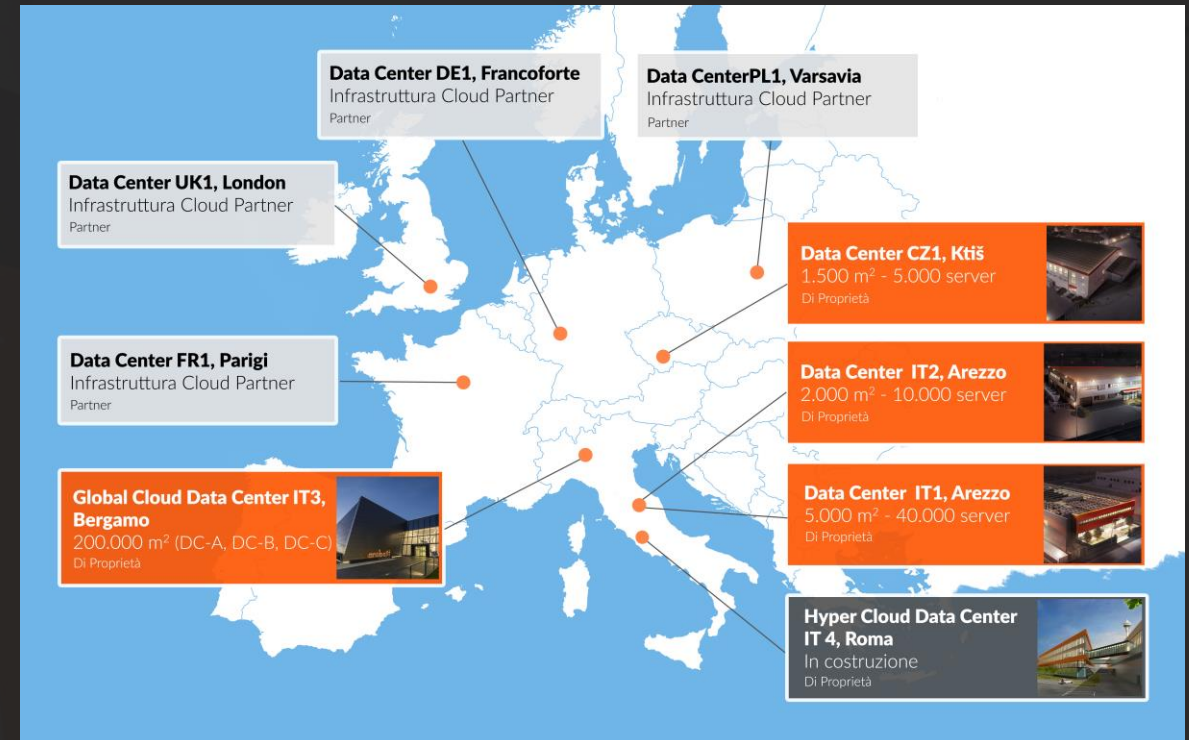 Data Center DE1, Francoforte
Infrastruttura Cloud Partner
Partner
Data CenterPL1, Varsavia
Infrastruttura Cloud Partner
Partner
Data Center UK1, London
Infrastruttura Cloud Partner
Partner
Data Center CZ1, Ktiš
1.500 m² - 5.000 server
Di Proprietà
Data Center FR1, Parigi
Infrastruttura Cloud Partner
Partner
Data Center IT2, Arezzo
2.000 m² - 10.000 server
Di Proprietà
Global Cloud Data Center IT3,
Bergamo
200.000 m² (DC-A, DC-B, DC-C)
Di Proprietà
Data Center IT1, Arezzo
5.000 m² - 40.000 server
Di Proprietà
Hyper Cloud Data Center
IT 4, Roma
In costruzione
Di Proprietà